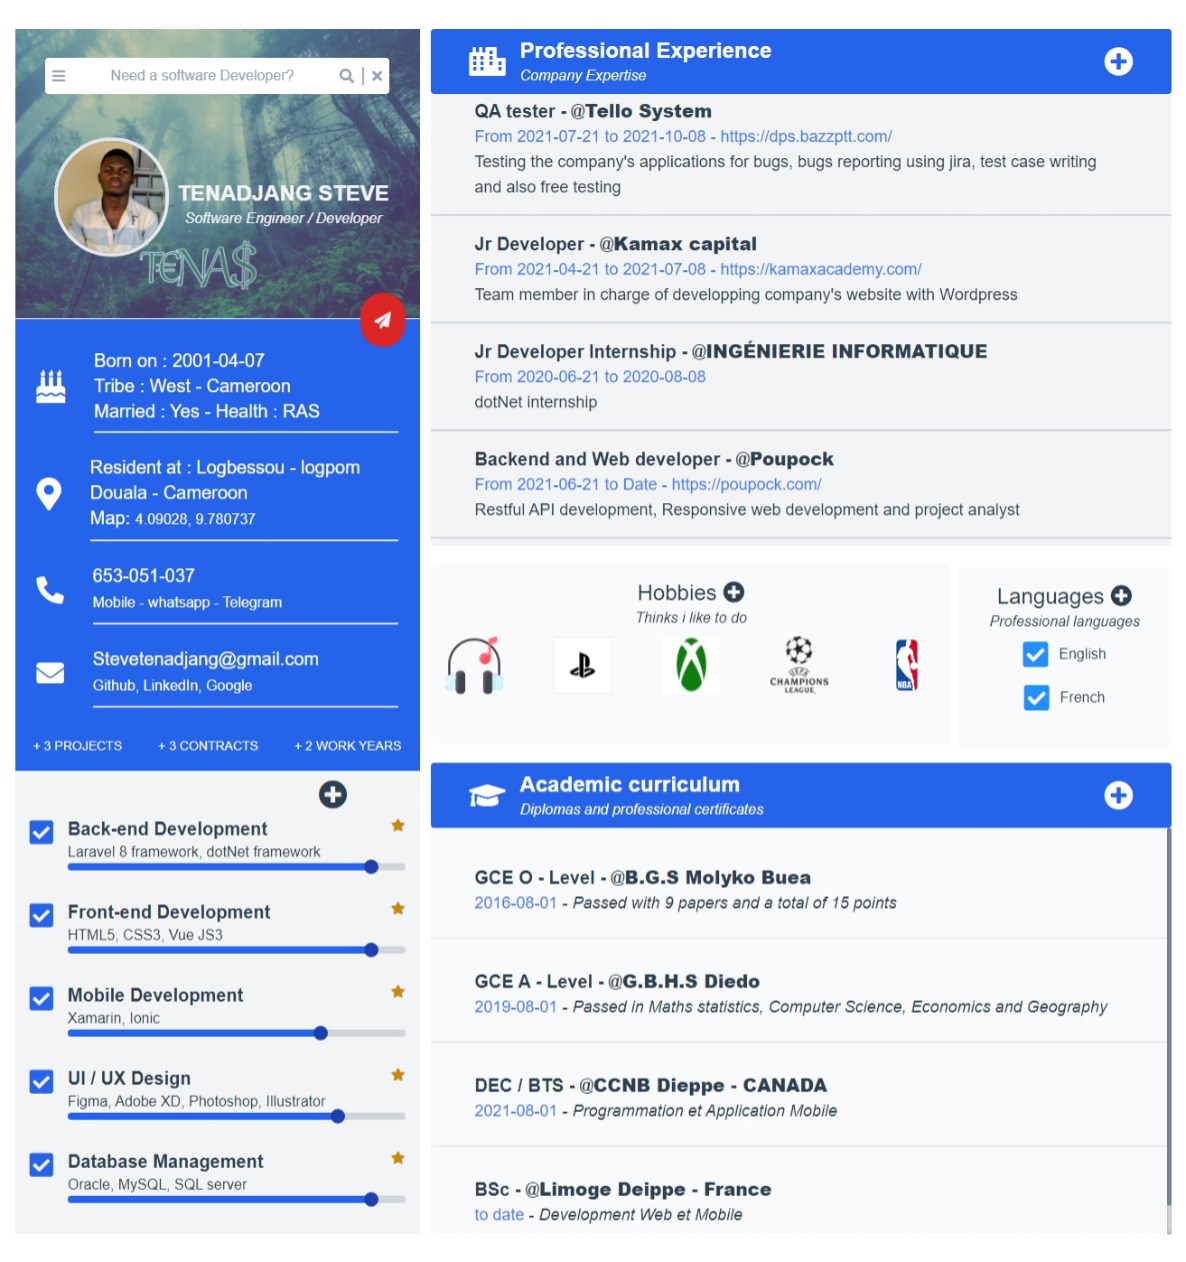 Need a software Developer?
TENADJANG STEVE
Software Engineer / Developer
TENA$
Born on : 2001-04-07
Tribe : West - Cameroon
Married : Yes - Health : RAS
Resident at : Logbessou - logpom
Douala - Cameroon
Map: 4.09028, 9.780737
653-051-037
Mobile - whatsapp - Telegram
Stevetenadjang@gmail.com
Github, LinkedIn, Google
+ 3 PROJECTS + 3 CONTRACTS + 2 WORK YEARS
Back-end Development
Laravel 8 framework, dotNet framework
Front-end Development
HTML5, CSS3, Vue JS3
Mobile Development
Xamarin, Ionic
UI / UX Design
Figma, Adobe XD, Photoshop, Illustrator
Database Management
Oracle, MySQL, SQL server
Professional Experience
Company Expertise
QA tester - @Tello System
From 2021-07-21 to 2021-10-08 - https://dps.bazzptt.com/
Testing the company's applications for bugs, bugs reporting using jira, test case writing
and also free testing
Jr Developer - @Kamax capital
From 2021-04-21 to 2021-07-08 - https://kamaxacademy.com/
Team member in charge of developping company's website with Wordpress
Jr Developer Internship - @INGÉNIERIE INFORMATIQUE
From 2020-06-21 to 2020-08-08
dotNet internship
Backend and Web developer - @Poupock
From 2021-06-21 to Date - https://poupock.com/
Restful API development, Responsive web development and project analyst
Hobbies
Thinks i like to do
UEFA
CHAMPIONS
LEAGUE
NBA
Languages
Professional languages
English
French
Academic curriculum
Diplomas and professional certificates
GCE O - Level - @B.G.S Molyko Buea
2016-08-01 - Passed with 9 papers and a total of 15 points
GCE A - Level - @G.B.H.S Diedo
2019-08-01 - Passed in Maths statistics, Computer Science, Economics and Geography
DEC / BTS - @CCNB Dieppe - CANADA
2021-08-01 - Programmation et Application Mobile
BSc - @Limoge Deippe - France
to date - Development Web et Mobile